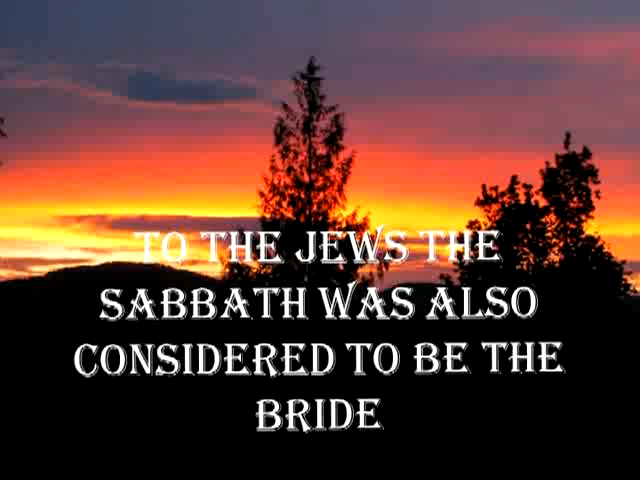 TO THE JEWS THE
SABBATH WAS ALSO
CONSIDERED TO BE THE
BRIDE